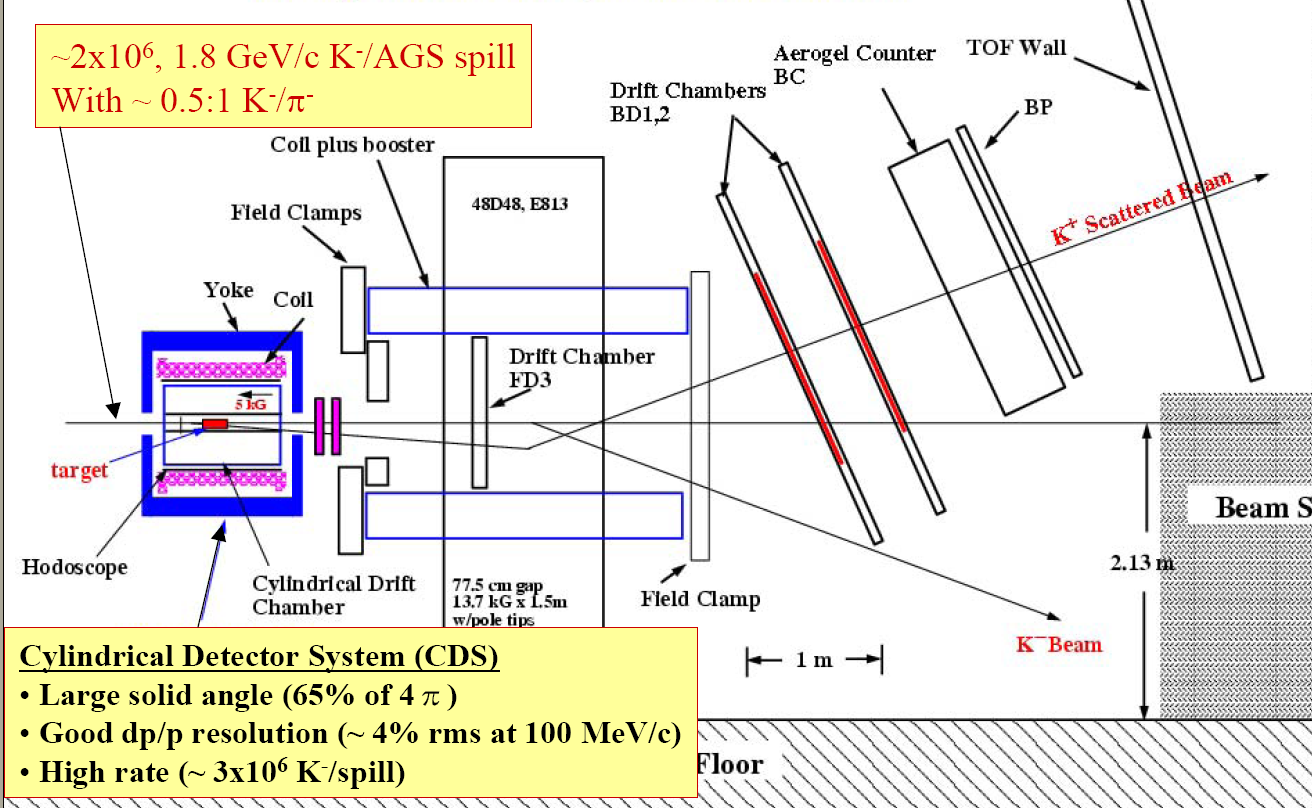 ~2x10⁶, 1.8 GeV/c K⁻/AGS spill
With ~ 0.5:1 K⁻/π⁻
Aerogel Counter
BC
TOF Wall
Drift Chambers
BD1,2
BP
Coil plus booster
48D48, E813
Field Clamps
K⁺ Scattered Beam
Yoke
Coil
Drift Chamber
FD3
5 kG
target
Beam S
Hodoscope
Cylindrical Drift
Chamber
77.5 cm gap
13.7 kG x 1.5m
w/pole tips
Field Clamp
2.13 m
K⁻ Beam
1 m
Cylindrical Detector System (CDS)
• Large solid angle (65% of 4 π )
• Good dp/p resolution (~ 4% rms at 100 MeV/c)
• High rate (~ 3x10⁶ K⁻/spill)
Floor